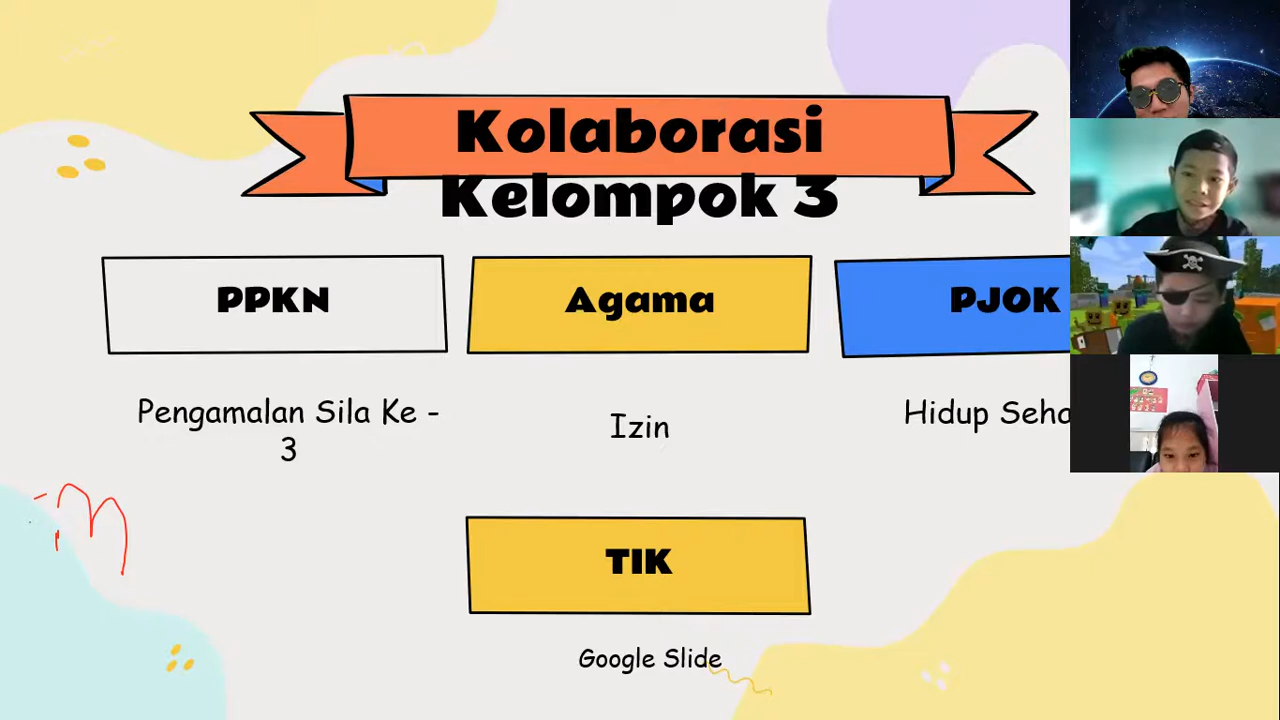 Kolaborasi
Kelompok 3
PPKN
Agama
PJOK
Pengamalan Sila Ke -
3
Izin
Hidup Seha
TIK
Google Slide